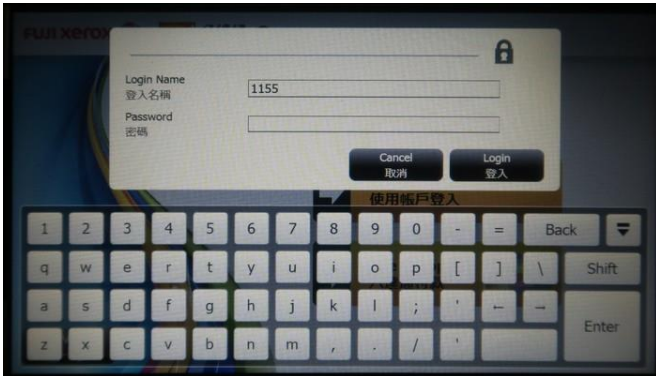 FUJI Xerox
Login Name
登入名稱
1155
Password
密碼
Cancel
取消
Login
登入
使用帳戶登入
1 2 3 4 5 6 7 8 9 0 - = Back
q w e r t y u i o p [ ] \ Shift
a s d f g h j k l ; ' ← →
Enter
z x c v b n m , . / '